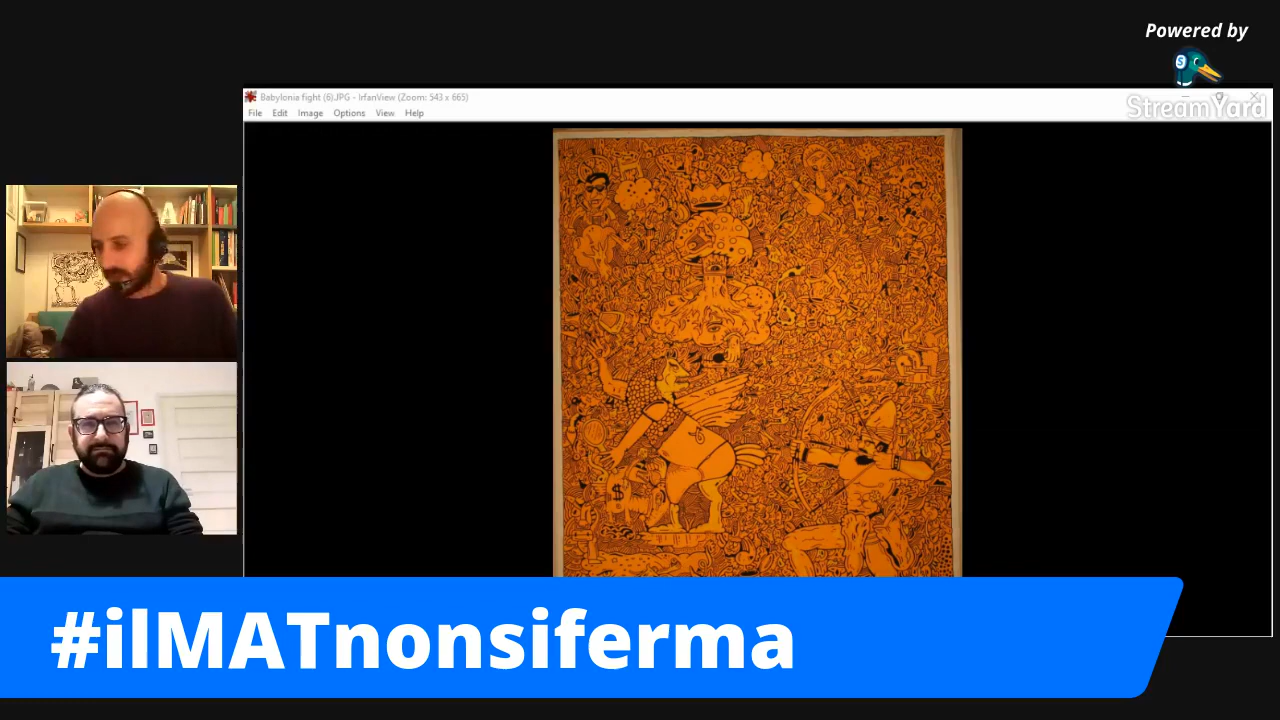 Powered by
StreamYard
Babylonia fight (6).JPG - IrfanView (Zoom: 543 x 665)
File Edit Image Options View Help
$
#ilMATnonsiferma